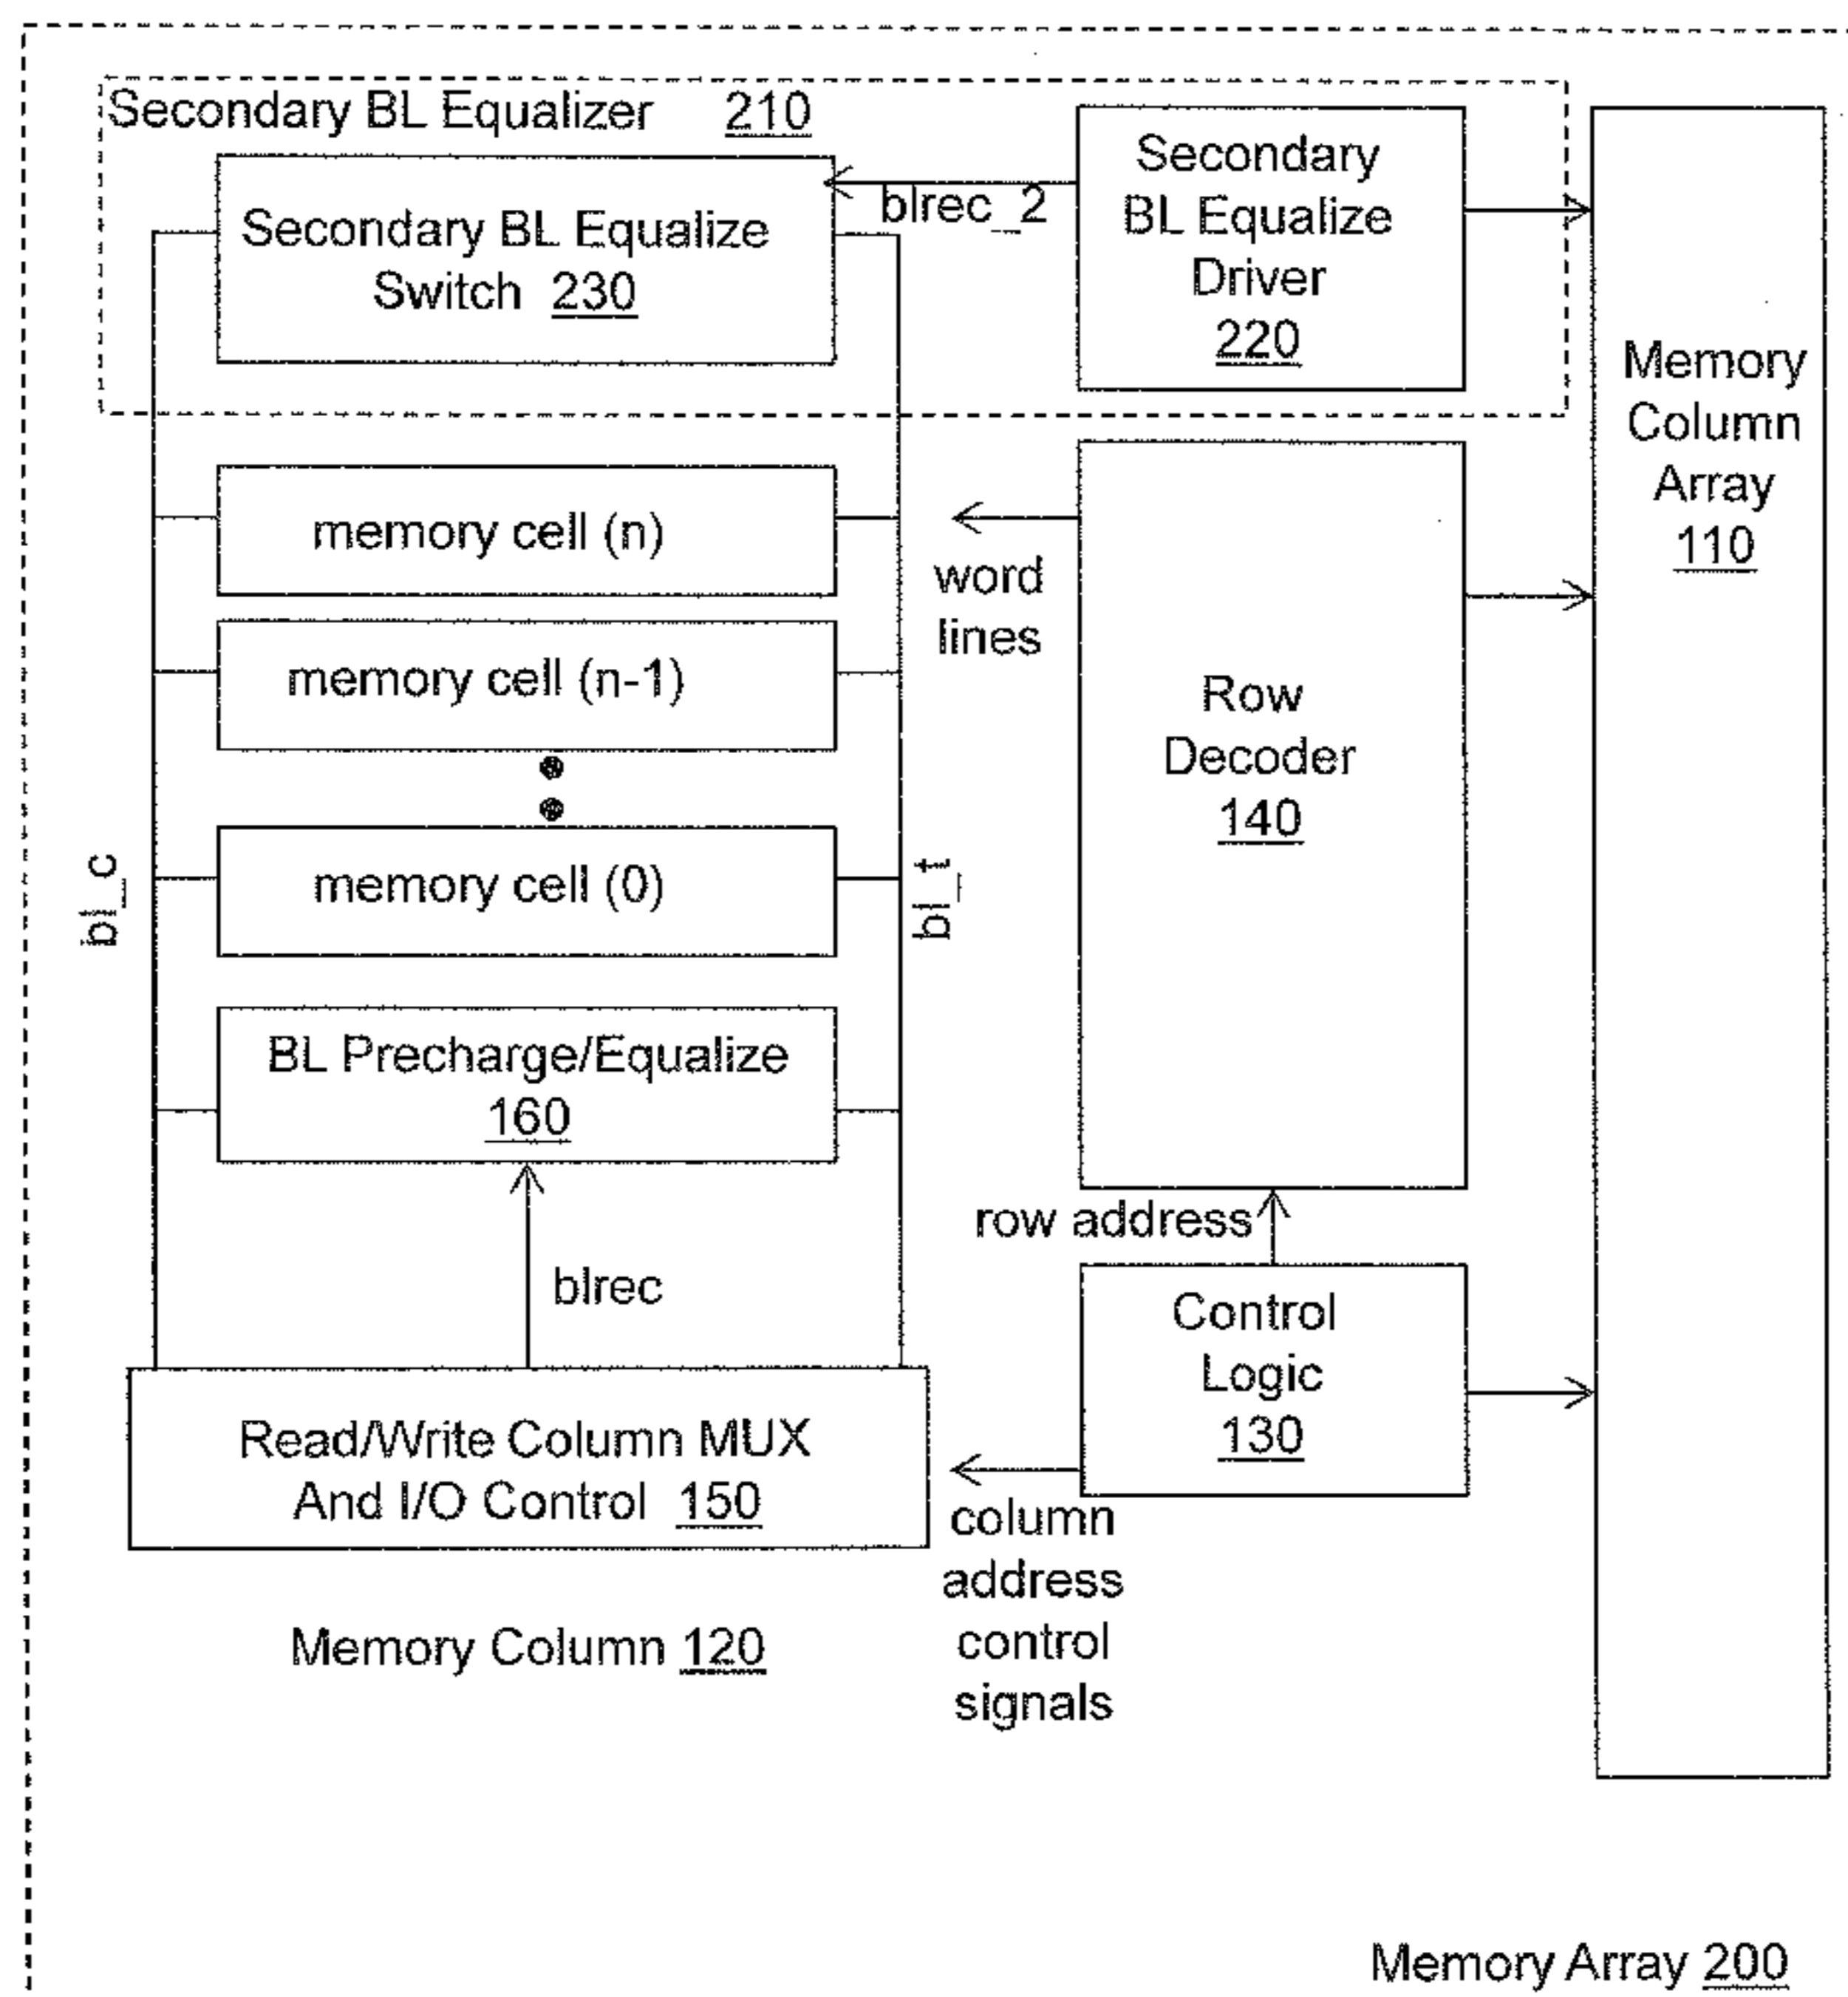 Secondary BL Equalizer 210
Secondary BL Equalize
Switch 230
blrec_2
Secondary
BL Equalize
Driver
220
Memory
Column
Array
110
memory cell (n)
word
lines
memory cell (n-1)
Row
Decoder
140
memory cell (0)
bl_c
bl_t
BL Precharge/Equalize
160
row address
blrec
Control
Logic
130
Read/Write Column MUX
And I/O Control 150
column
address
control
signals
Memory Column 120
Memory Array 200